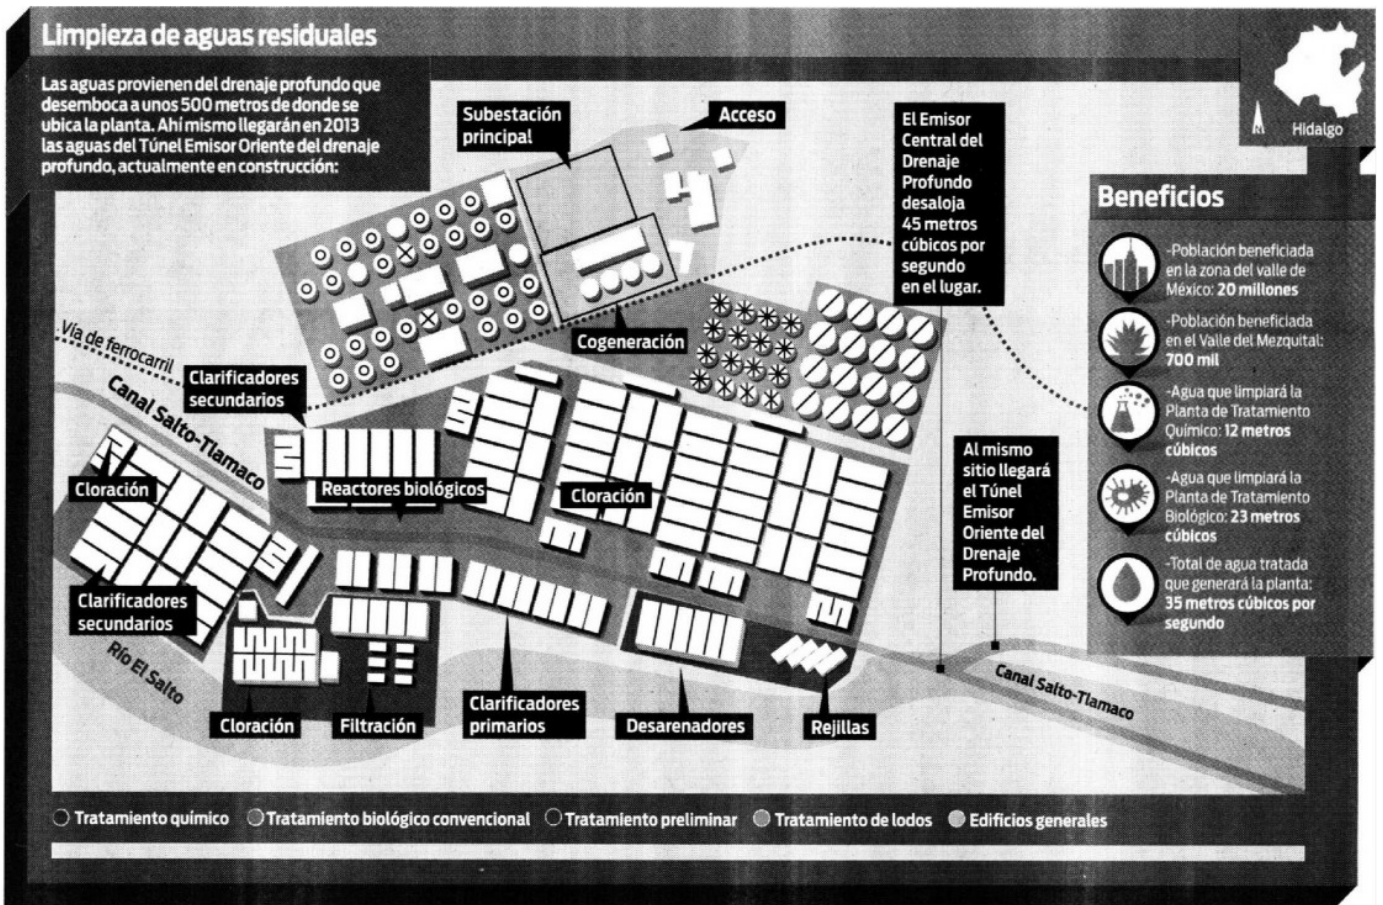 Limpieza de aguas residuales
Las aguas provienen del drenaje profundo que
desemboca a unos 500 metros de donde se
ubica la planta. Ahí mismo llegarán en 2013
las aguas del Túnel Emisor Oriente del drenaje
profundo, actualmente en construcción:
Hidalgo
Subestación
principal
Acceso
El Emisor
Central del
Drenaje
Profundo
desaloja
45 metros
cúbicos por
segundo
en el lugar.
Cogeneración
Vía de ferrocarril
Canal Salto-Tlamaco
Clarificadores
secundarios
Cloración
Reactores biológicos
Cloración
Clarificadores
secundarios
Río El Salto
Cloración
Filtración
Clarificadores
primarios
Desarenadores
Rejillas
Al mismo
sitio llegará
el Túnel
Emisor
Oriente del
Drenaje
Profundo.
Canal Salto-Tlamaco
Beneficios
-Población beneficiada
en la zona del valle de
México: 20 millones
-Población beneficiada
en el Valle del Mezquital:
700 mil
-Agua que limpiará la
Planta de Tratamiento
Químico: 12 metros
cúbicos
-Agua que limpiará la
Planta de Tratamiento
Biológico: 23 metros
cúbicos
-Total de agua tratada
que generará la planta:
35 metros cúbicos por
segundo
Tratamiento químico
Tratamiento biológico convencional
Tratamiento preliminar
Tratamiento de lodos
Edificios generales